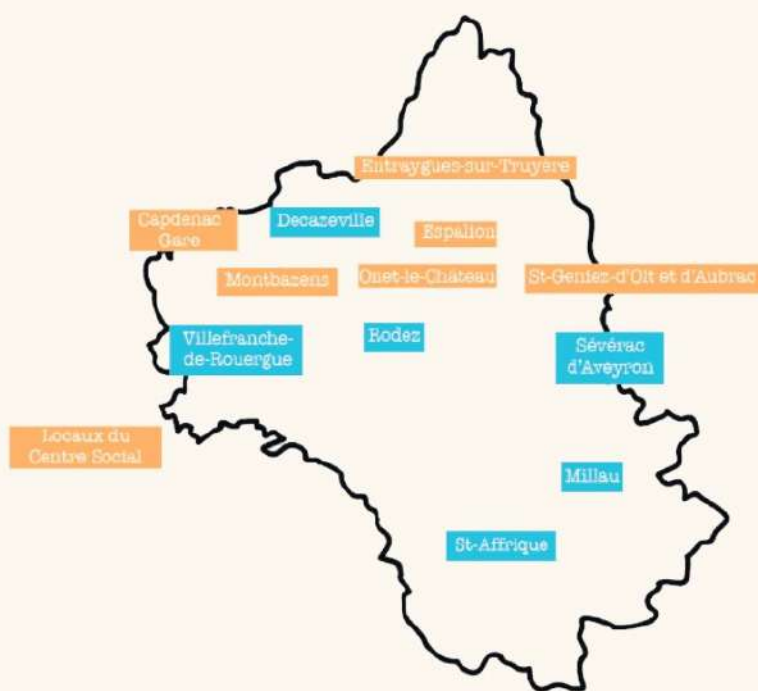 Entraygues-sur-Truyère
Capdenac
Gare
Decazeville
Espalion
Montbazens
Onet-le-Château
St-Geniez-d'Olt et d'Aubrac
Villefranche-
de-Rouergue
Rodez
Sévérac
d'Aveyron
Locaux du
Centre Social
Millau
St-Affrique